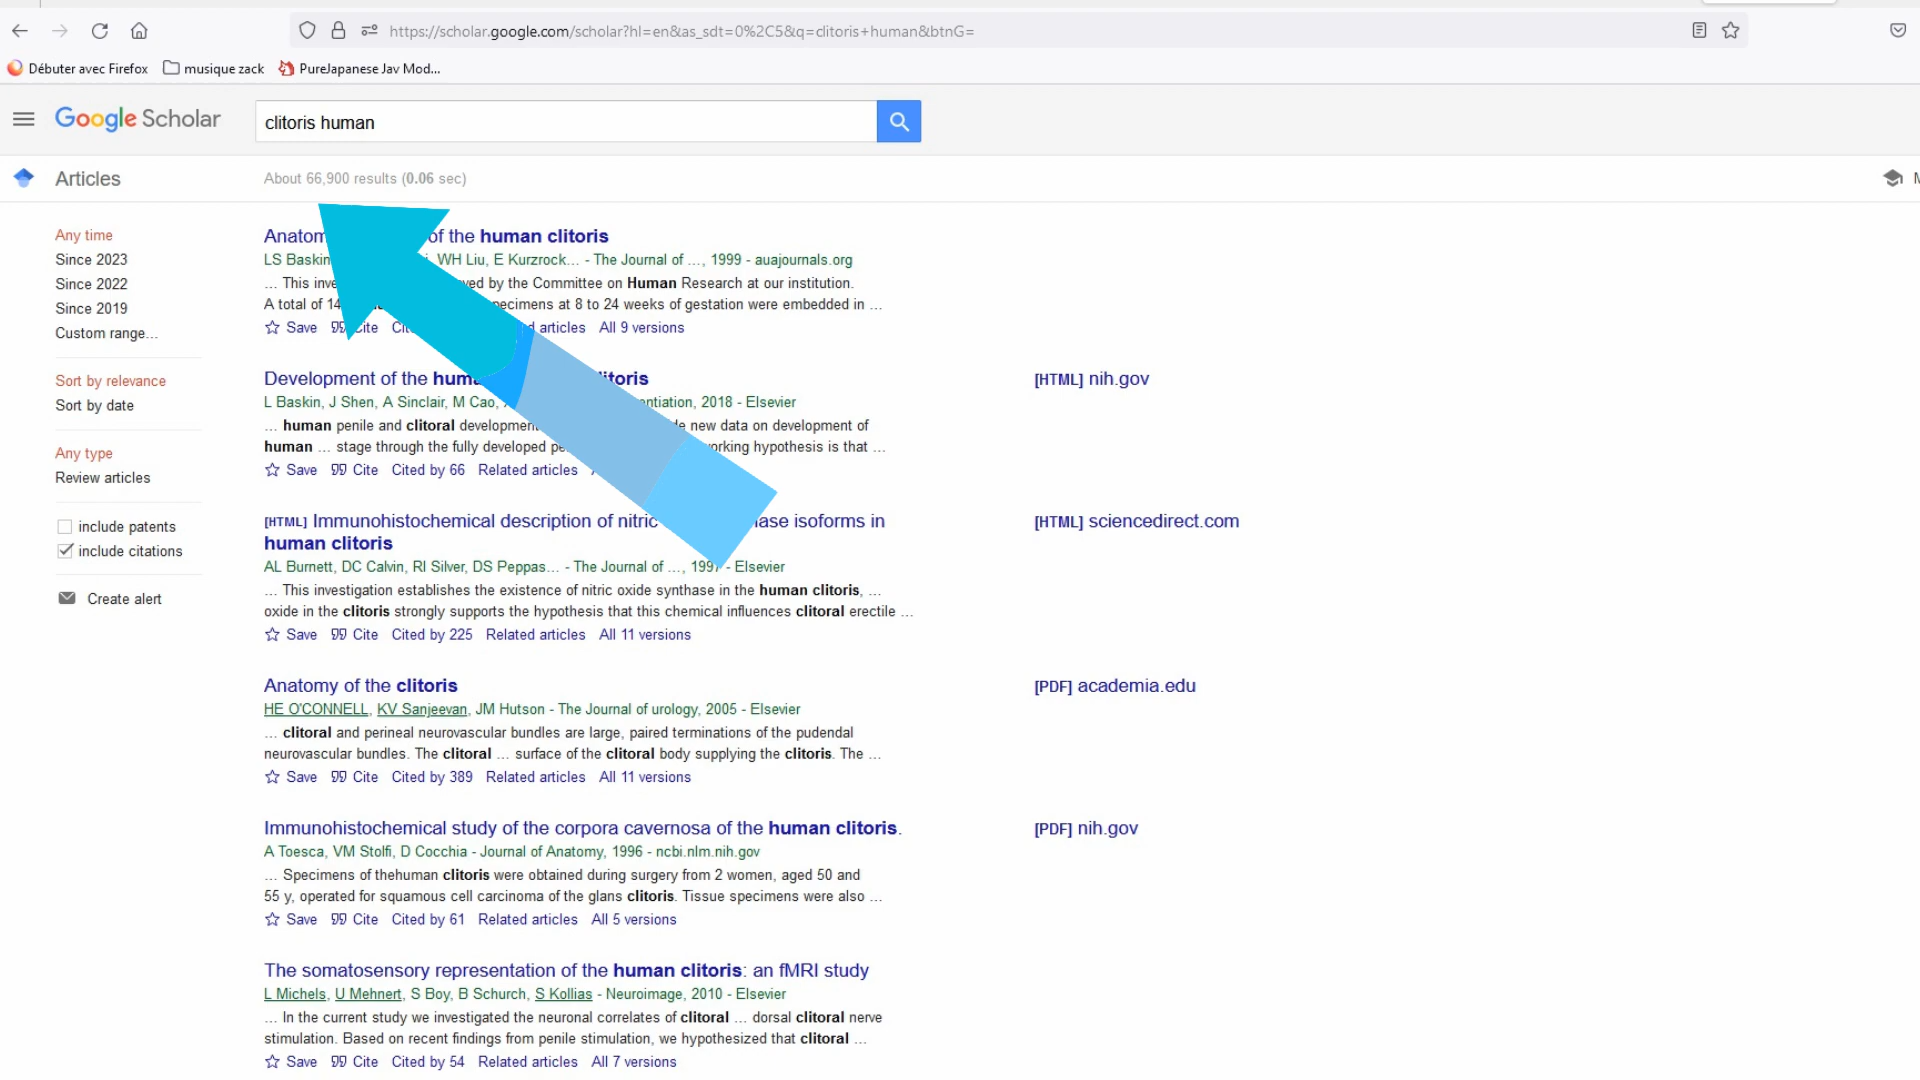 https://scholar.google.com/scholar?hl=en&as_sdt=0%2C5&q=clitoris+human&btnG=
Débuter avec Firefox musique zack PureJapanese Jav Mod...
Google Scholar clitoris human
Articles About 66,900 results (0.06 sec)
Any time
Since 2023
Since 2022
Since 2019
Custom range...
Sort by relevance
Sort by date
Any type
Review articles
include patents
include citations
Create alert
of the human clitoris
LS Baskin WH Liu, E Kurzrock... - The Journal of ..., 1999 - auajournals.org
... This by the Committee on Human Research at our institution.
A total of specimens at 8 to 24 weeks of gestation were embedded in ...
Save Cite articles All 9 versions
Development of the
L Baskin, J Shen, A Sinclair, M Cao, 2018 - Elsevier
... human penile and clitoral development new data on development of
human ... stage through the fully developed working hypothesis is that ...
Save Cite Cited by 66 Related articles
[HTML] nih.gov
[HTML] Immunohistochemical description of nitric isoforms in
human clitoris
AL Burnett, DC Calvin, RI Silver, DS Peppas... - The Journal of ..., 1997 - Elsevier
... This investigation establishes the existence of nitric oxide synthase in the human clitoris, ...
oxide in the clitoris strongly supports the hypothesis that this chemical influences clitoral erectile ...
Save Cite Cited by 225 Related articles All 11 versions
[HTML] sciencedirect.com
Anatomy of the clitoris
HE O'CONNELL, KV Sanjeevan, JM Hutson - The Journal of urology, 2005 - Elsevier
... clitoral and perineal neurovascular bundles are large, paired terminations of the pudendal
neurovascular bundles. The clitoral ... surface of the clitoral body supplying the clitoris. The ...
Save Cite Cited by 389 Related articles All 11 versions
[PDF] academia.edu
Immunohistochemical study of the corpora cavernosa of the human clitoris.
A Toesca, VM Stolfi, D Cocchia - Journal of Anatomy, 1996 - ncbi.nlm.nih.gov
... Specimens of thehuman clitoris were obtained during surgery from 2 women, aged 50 and
55 y, operated for squamous cell carcinoma of the glans clitoris. Tissue specimens were also ...
Save Cite Cited by 61 Related articles All 5 versions
[PDF] nih.gov
The somatosensory representation of the human clitoris: an fMRI study
L Michels, U Mehnert, S Boy, B Schurch, S Kollias - Neuroimage, 2010 - Elsevier
... In the current study we investigated the neuronal correlates of clitoral ... dorsal clitoral nerve
stimulation. Based on recent findings from penile stimulation, we hypothesized that clitoral ...
Save Cite Cited by 54 Related articles All 7 versions